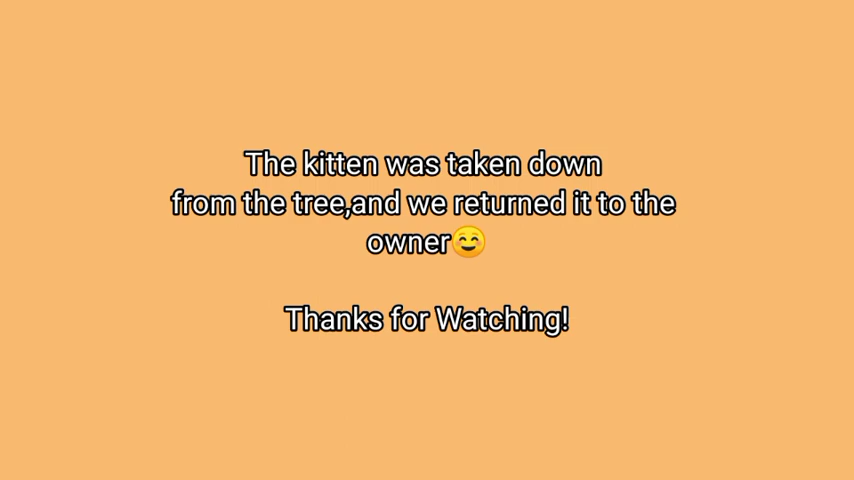 The kitten was taken down
from the tree,and we returned it to the
owner☺️
Thanks for Watching!